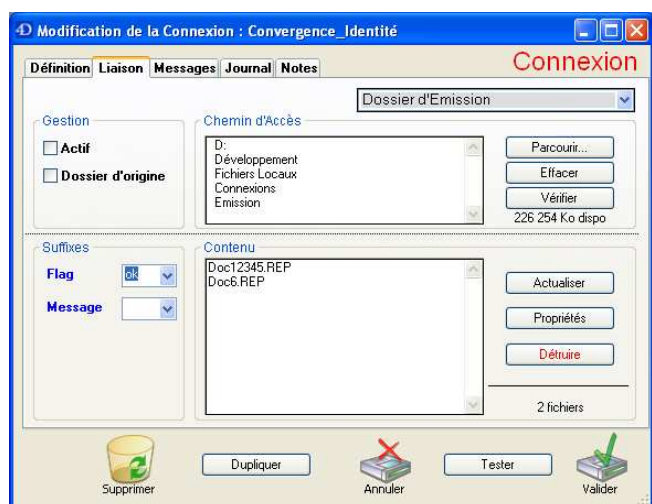 Modification de la Connexion : Convergence_Identité
Définition Liaison Messages Journal Notes
Connexion
Dossier d'Emission
Gestion
Actif
Dossier d'origine
Chemin d'Accès
D:
Développement
Fichiers Locaux
Connexions
Emission
Parcourir...
Effacer
Vérifier
226 254 Ko dispo
Suffixes
Flag ok
Message
Contenu
Doc12345.REP
Doc6.REP
Actualiser
Propriétés
Détruire
2 fichiers
Supprimer
Dupliquer
Annuler
Tester
Valider